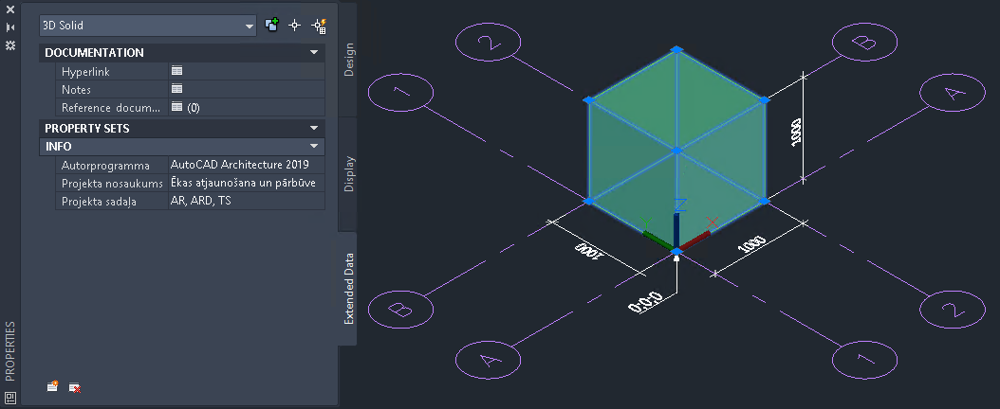 3D Solid
DOCUMENTATION
Hyperlink
Notes
Reference docum... (0)
PROPERTY SETS
INFO
Autorprogramma AutoCAD Architecture 2019
Projekta nosaukums Ēkas atjaunošana un pārbūve
Projekta sadaļa AR, ARD, TS
Design
Display
Extended Data
PROPERTIES
2
B
1
A
1000
Z
Y
X
1000
1000
0;0;0
B
2
A
1